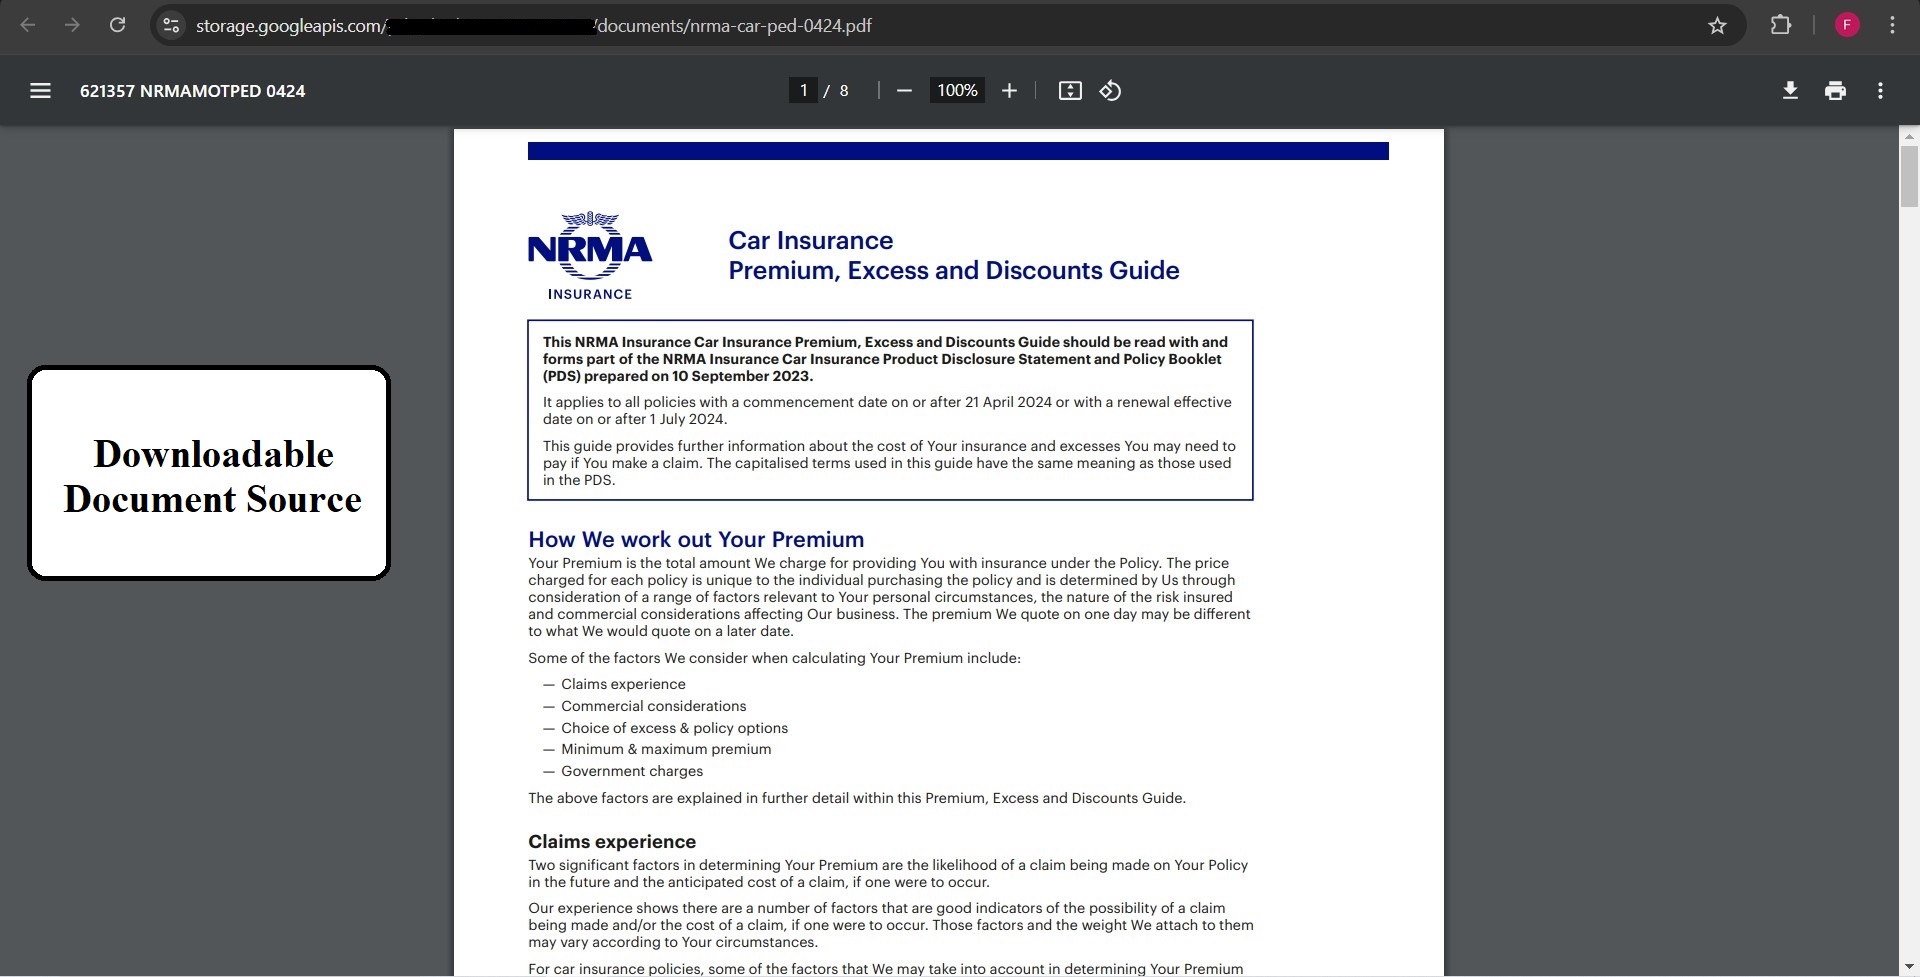 storage.googleapis.com/
/documents/nrma-car-ped-0424.pdf
F
621357 NRMAMOTPED 0424
1 / 8
100%
NRMA
INSURANCE
Car Insurance
Premium, Excess and Discounts Guide
This NRMA Insurance Car Insurance Premium, Excess and Discounts Guide should be read with and
forms part of the NRMA Insurance Car Insurance Product Disclosure Statement and Policy Booklet
(PDS) prepared on 10 September 2023.
It applies to all policies with a commencement date on or after 21 April 2024 or with a renewal effective
date on or after 1 July 2024.
This guide provides further information about the cost of Your insurance and excesses You may need to
pay if You make a claim. The capitalised terms used in this guide have the same meaning as those used
in the PDS.
Downloadable
Document Source
How We work out Your Premium
Your Premium is the total amount We charge for providing You with insurance under the Policy. The price
charged for each policy is unique to the individual purchasing the policy and is determined by Us through
consideration of a range of factors relevant to Your personal circumstances, the nature of the risk insured
and commercial considerations affecting Our business. The premium We quote on one day may be different
to what We would quote on a later date.
Some of the factors We consider when calculating Your Premium include:
— Claims experience
— Commercial considerations
— Choice of excess & policy options
— Minimum & maximum premium
— Government charges
The above factors are explained in further detail within this Premium, Excess and Discounts Guide.
Claims experience
Two significant factors in determining Your Premium are the likelihood of a claim being made on Your Policy
in the future and the anticipated cost of a claim, if one were to occur.
Our experience shows there are a number of factors that are good indicators of the possibility of a claim
being made and/or the cost of a claim, if one were to occur. Those factors and the weight We attach to them
may vary according to Your circumstances.
For car insurance policies, some of the factors that We may take into account in determining Your Premium